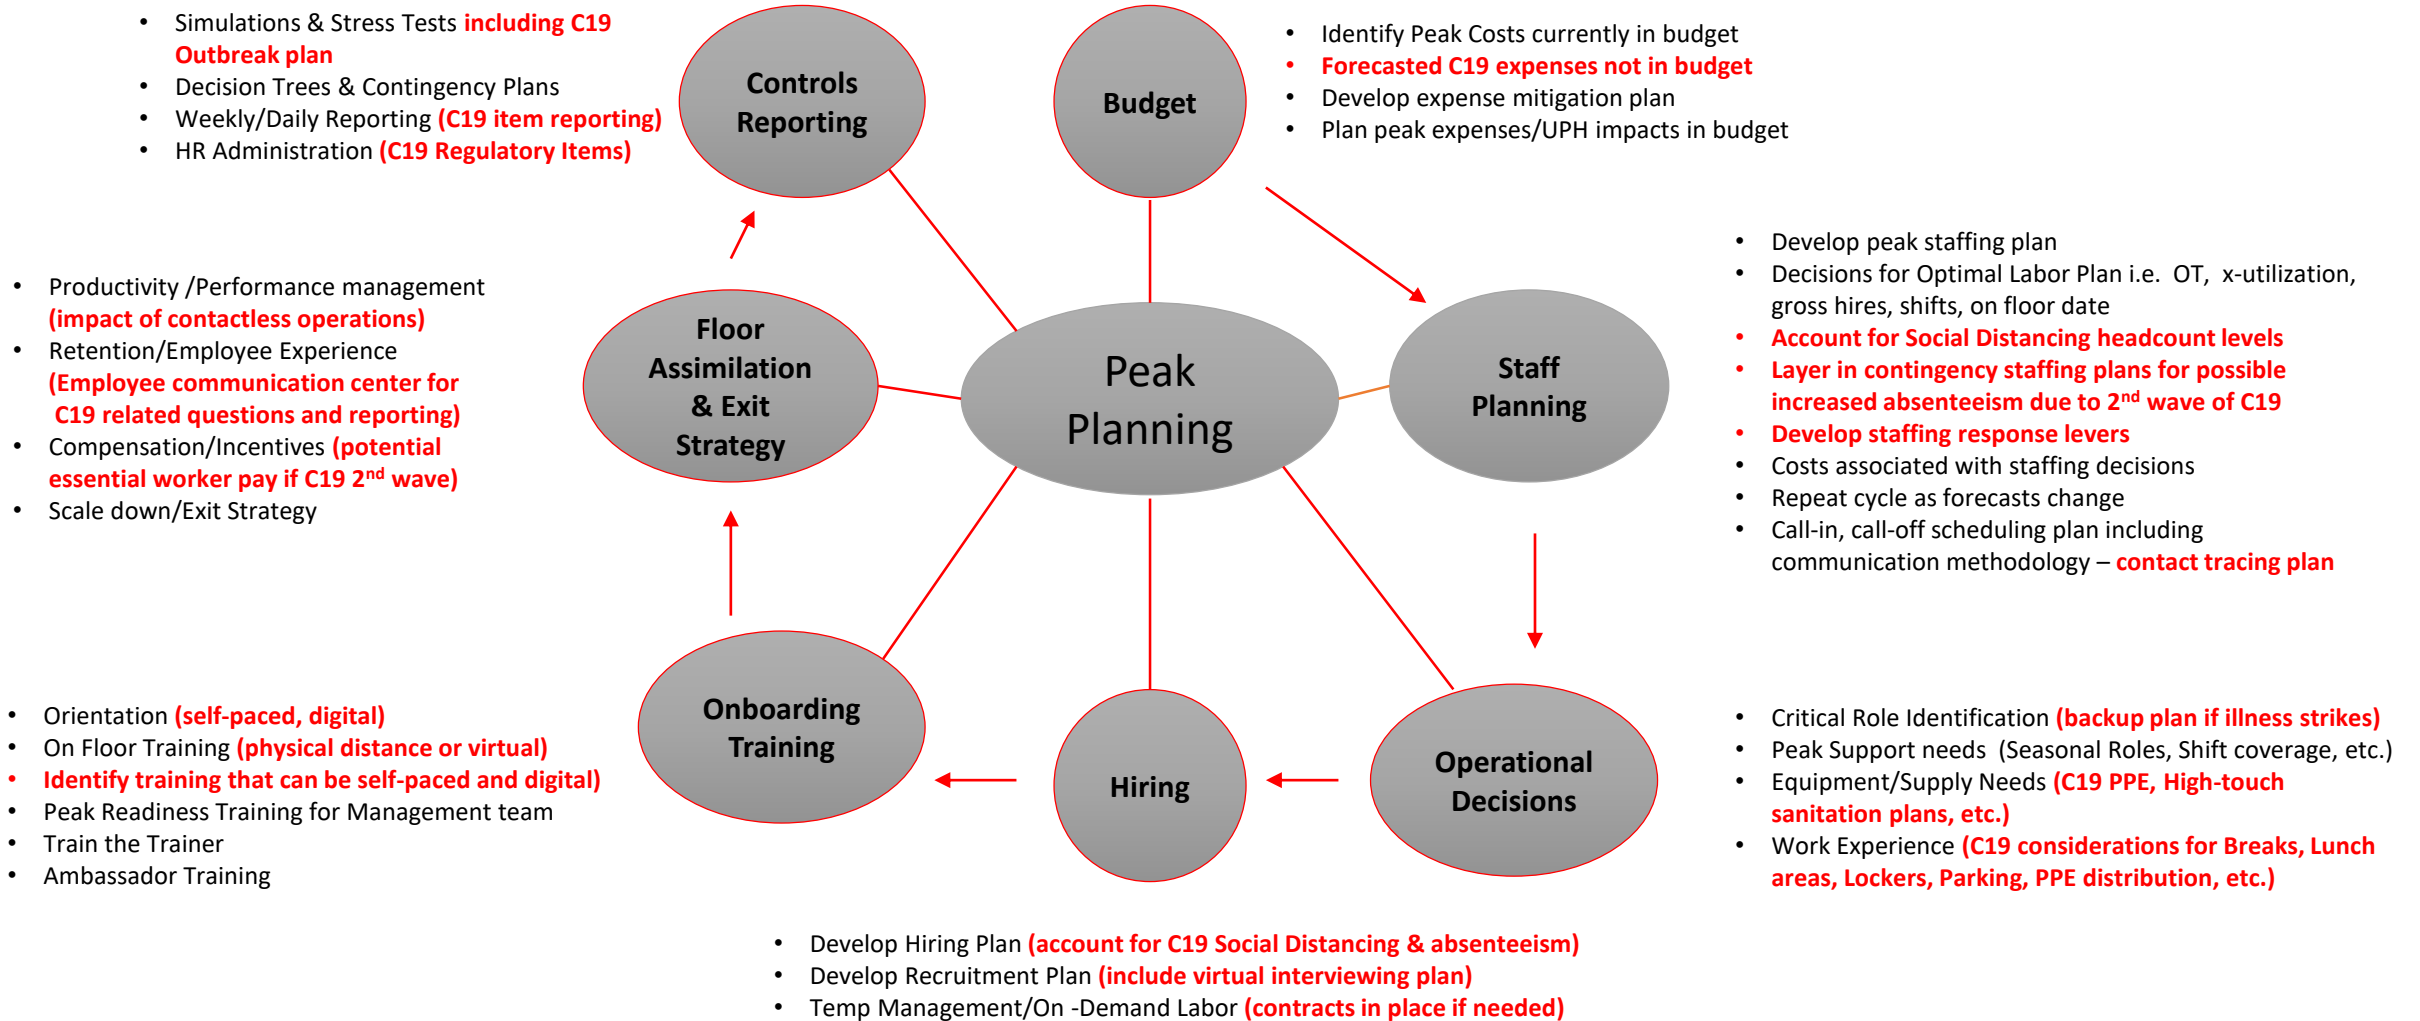 • Simulations & Stress Tests including C19
Outbreak plan
• Decision Trees & Contingency Plans
• Weekly/Daily Reporting (C19 item reporting)
• HR Administration (C19 Regulatory Items)
Controls
Reporting
Budget
• Identify Peak Costs currently in budget
• Forecasted C19 expenses not in budget
• Develop expense mitigation plan
• Plan peak expenses/UPH impacts in budget
• Productivity /Performance management
(impact of contactless operations)
• Retention/Employee Experience
(Employee communication center for
C19 related questions and reporting)
• Compensation/Incentives (potential
essential worker pay if C19 2nd wave)
• Scale down/Exit Strategy
Floor
Assimilation
& Exit
Strategy
Peak
Planning
Staff
Planning
• Develop peak staffing plan
• Decisions for Optimal Labor Plan i.e. OT, x-utilization,
gross hires, shifts, on floor date
• Account for Social Distancing headcount levels
• Layer in contingency staffing plans for possible
increased absenteeism due to 2nd wave of C19
• Develop staffing response levers
• Costs associated with staffing decisions
• Repeat cycle as forecasts change
• Call-in, call-off scheduling plan including
communication methodology – contact tracing plan
• Orientation (self-paced, digital)
• On Floor Training (physical distance or virtual)
• Identify training that can be self-paced and digital)
• Peak Readiness Training for Management team
• Train the Trainer
• Ambassador Training
Onboarding
Training
Hiring
Operational
Decisions
• Critical Role Identification (backup plan if illness strikes)
• Peak Support needs (Seasonal Roles, Shift coverage, etc.)
• Equipment/Supply Needs (C19 PPE, High-touch
sanitation plans, etc.)
• Work Experience (C19 considerations for Breaks, Lunch
areas, Lockers, Parking, PPE distribution, etc.)
• Develop Hiring Plan (account for C19 Social Distancing & absenteeism)
• Develop Recruitment Plan (include virtual interviewing plan)
• Temp Management/On -Demand Labor (contracts in place if needed)